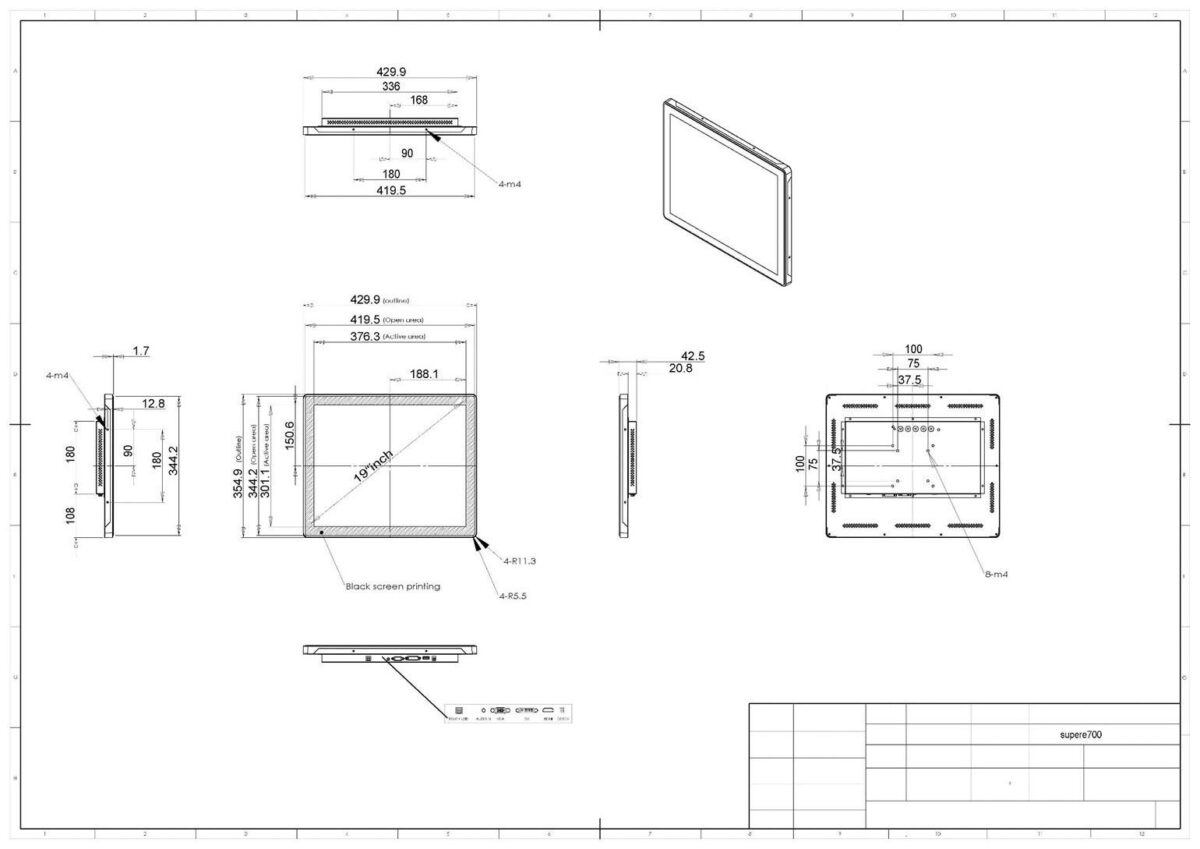 1 2 3 4 5 6 7 8 9 10 11 12
A
A
429.9
336
168
90
180
419.5
4-m4
429.9 (outline)
419.5 (Open area)
376.3 (Active area)
188.1
1.7
4-m4
12.8
180
90
180
344.2
108
354.9 (Outline)
344.2 (Open area)
301.1 (Active area)
150.6
19"inch
4-R11.3
4-R5.5
Black screen printing
42.5
20.8
100
75
37.5
100
75
37.5
8-m4
HDMI
supere700
1 2 3 4 5 6 7 8 9 10 11 12